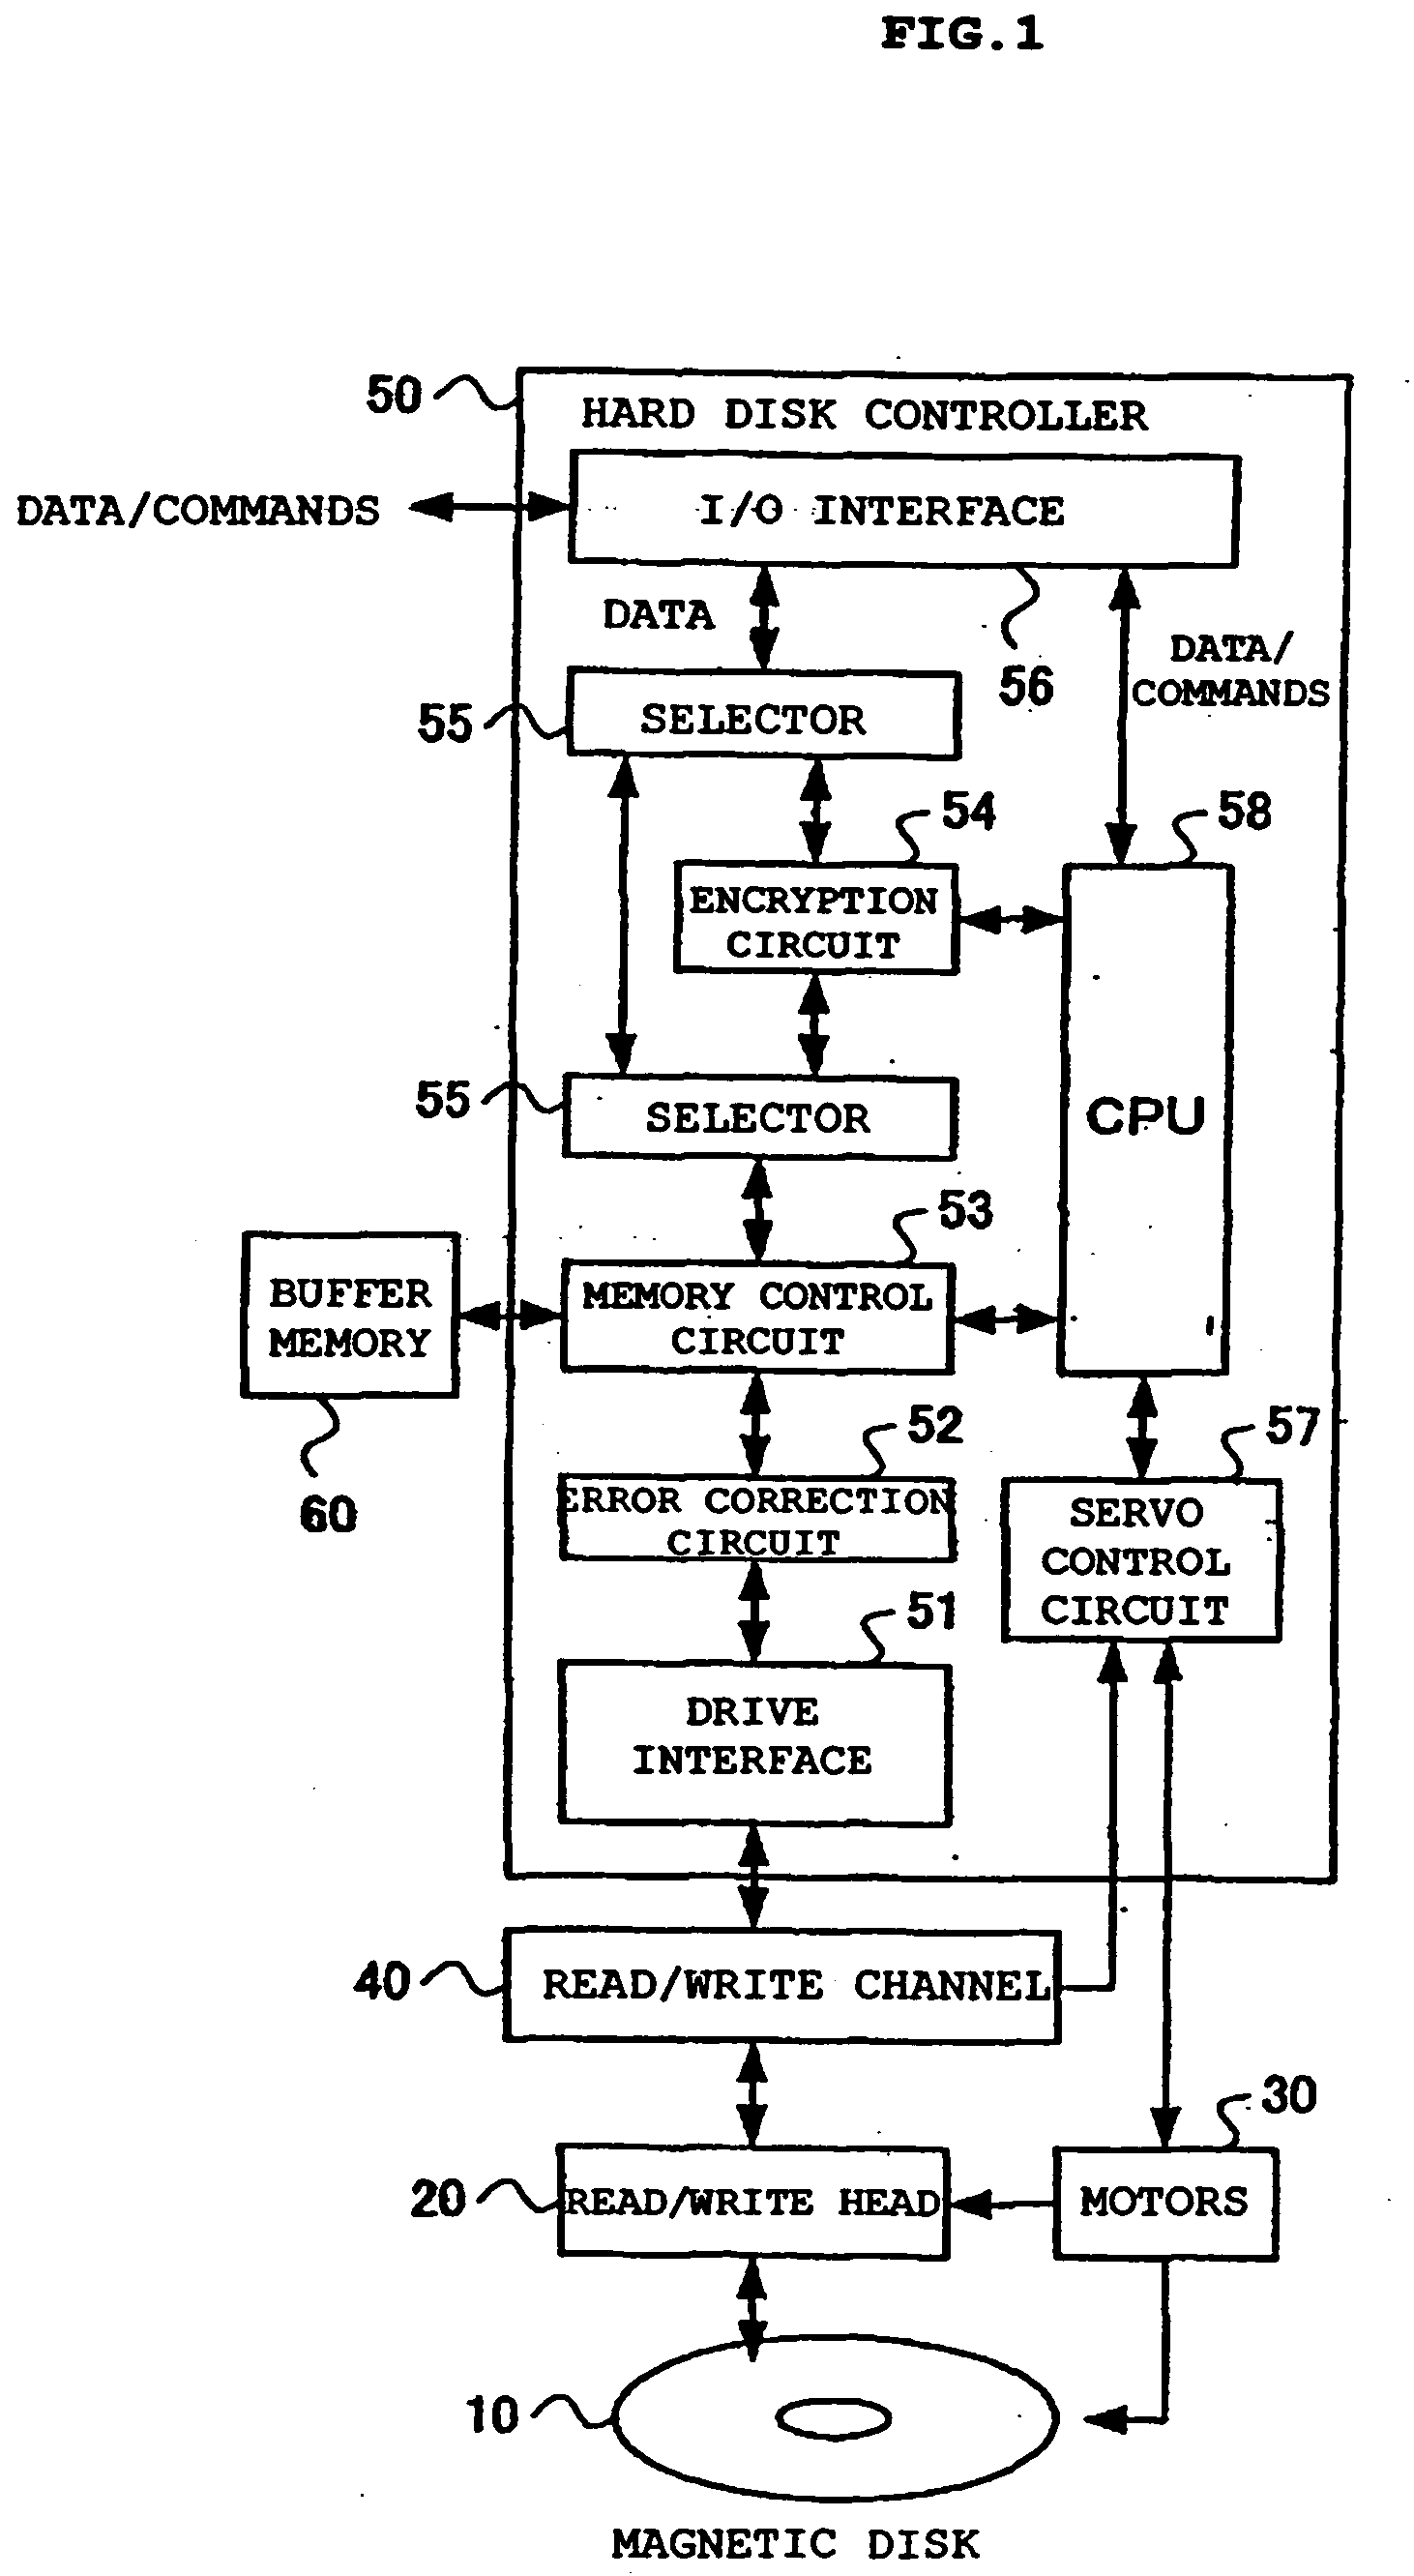 FIG.1
50
HARD DISK CONTROLLER
DATA/COMMANDS
I/O INTERFACE
DATA
56
DATA/
COMMANDS
55
SELECTOR
54
58
ENCRYPTION
CIRCUIT
CPU
55
SELECTOR
53
BUFFER
MEMORY
MEMORY CONTROL
CIRCUIT
60
52
57
ERROR CORRECTION
CIRCUIT
SERVO
CONTROL
CIRCUIT
51
DRIVE
INTERFACE
40
READ/WRITE CHANNEL
30
20
READ/WRITE HEAD
MOTORS
10
MAGNETIC DISK